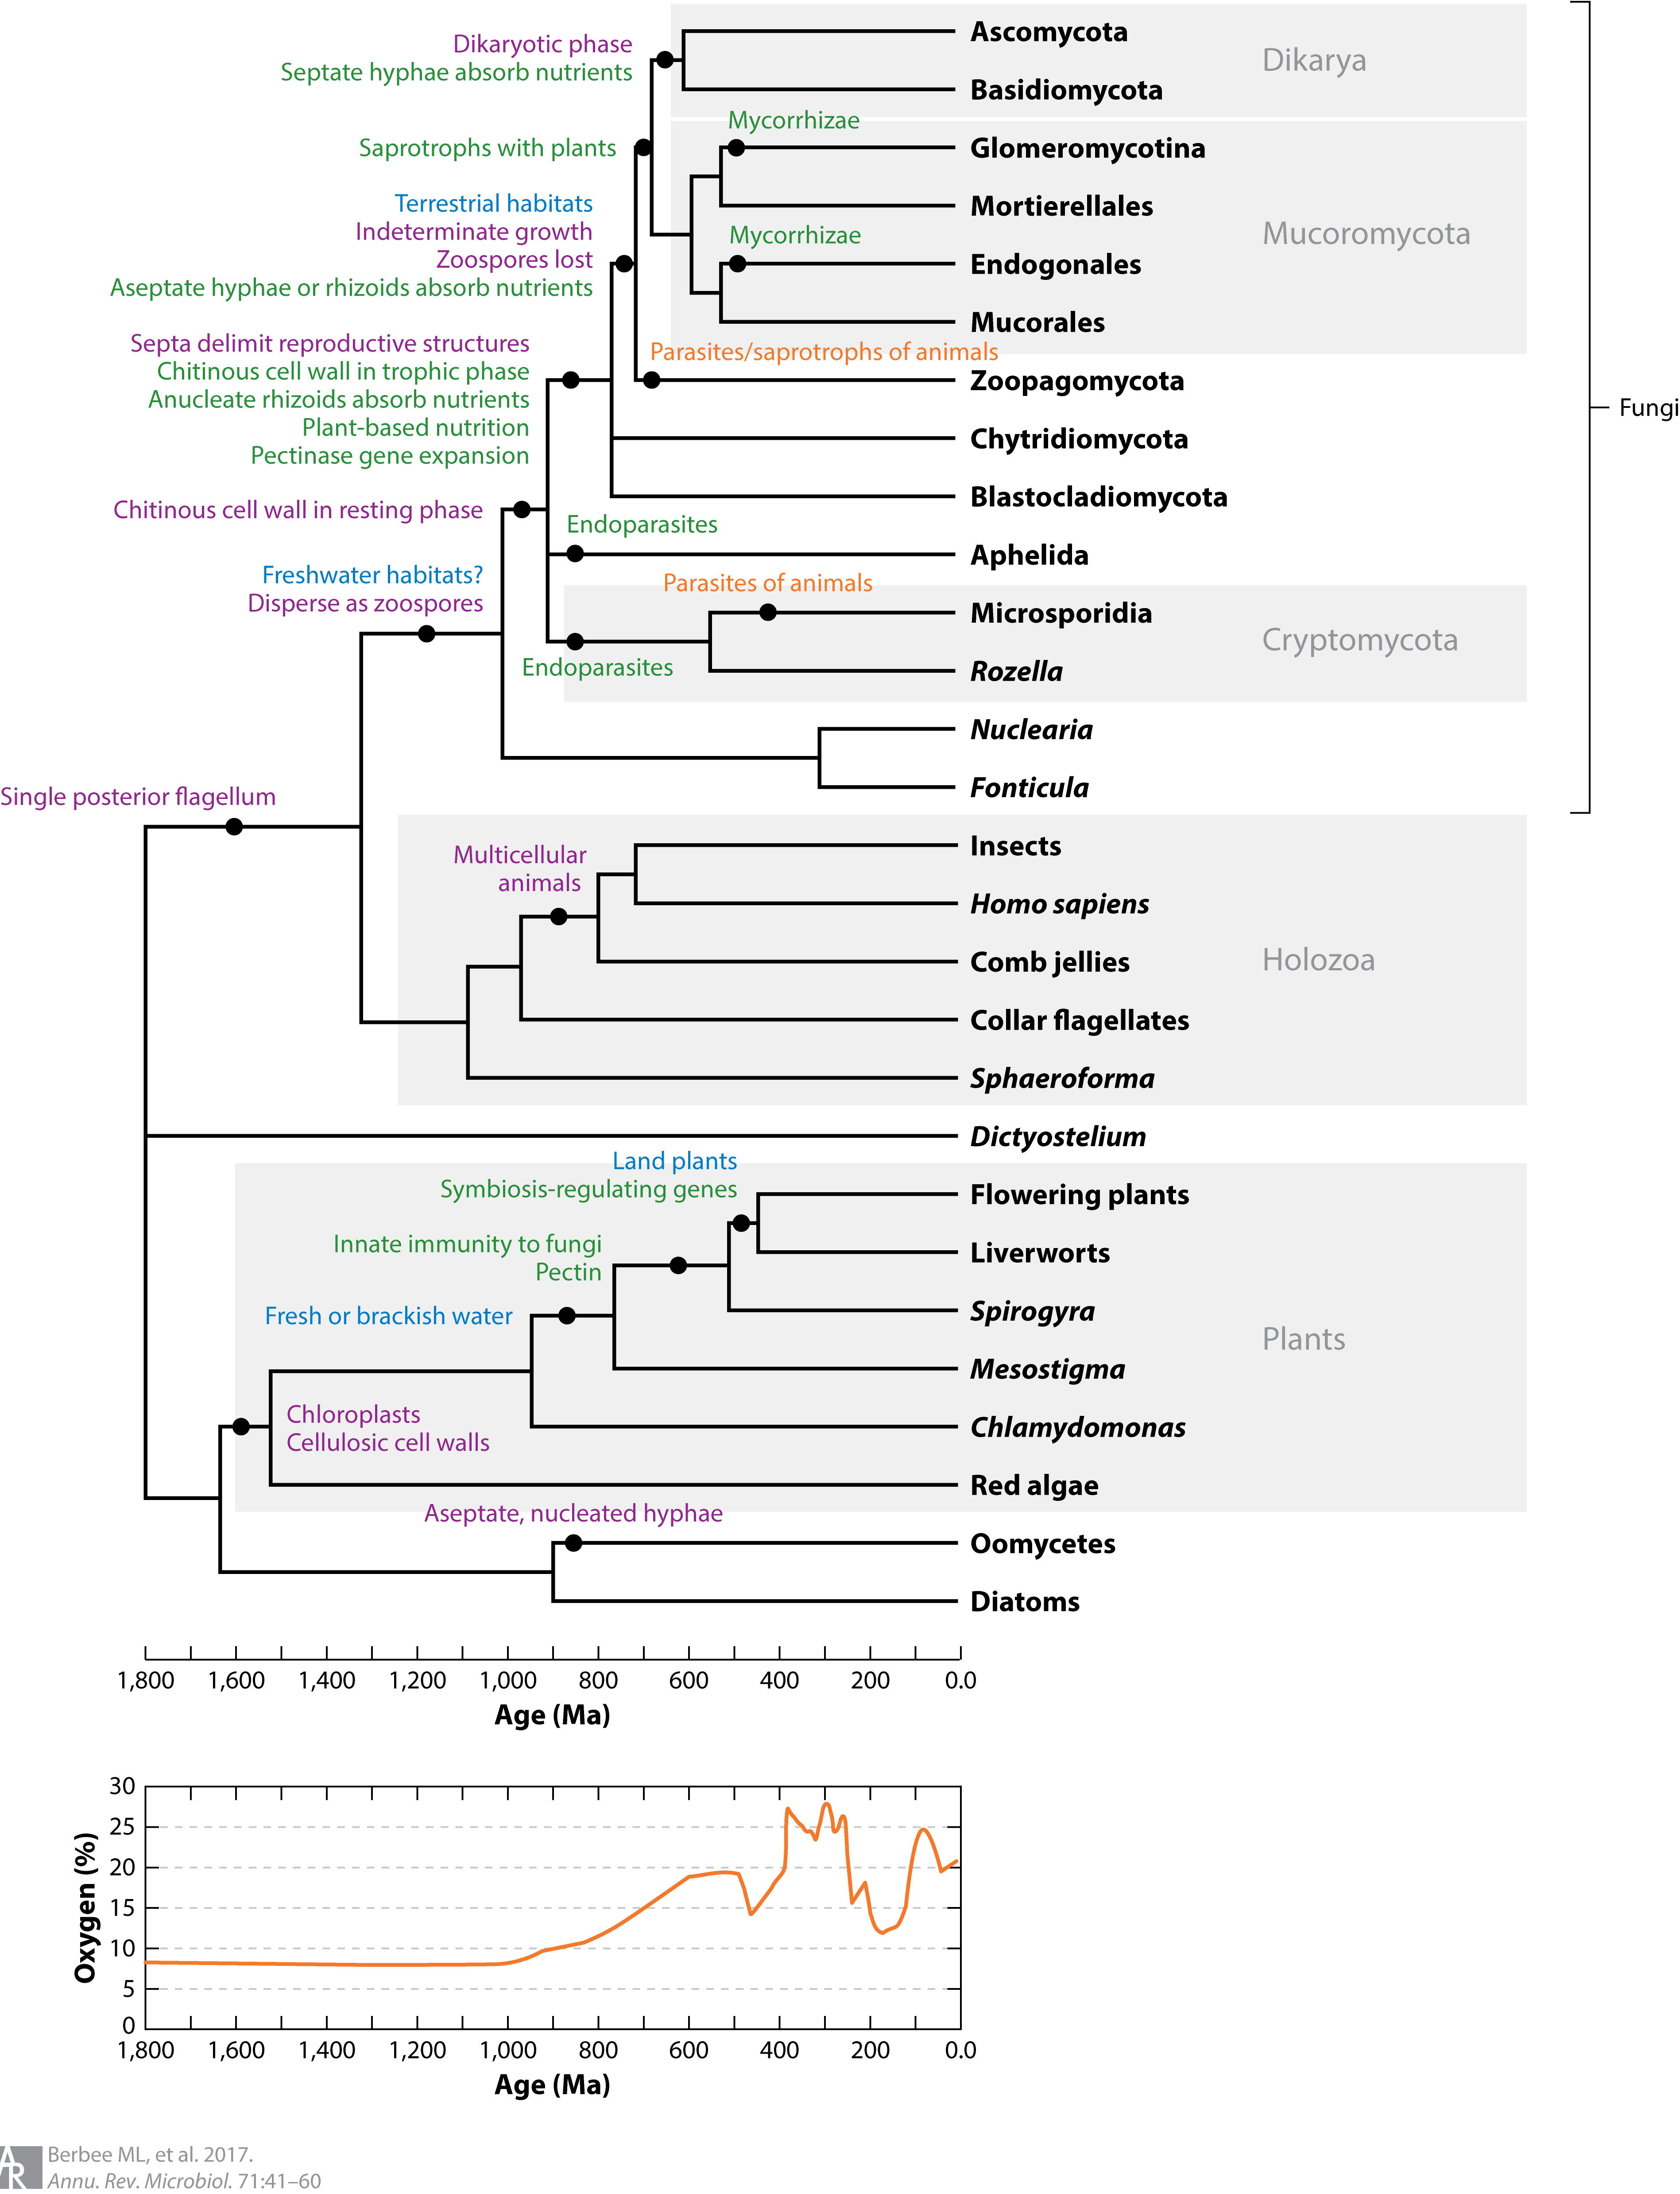 Dikaryotic phase
Septate hyphae absorb nutrients
Ascomycota
Dikarya
Basidiomycota
Saprotrophs with plants
Mycorrhizae
Glomeromycotina
Terrestrial habitats
Indeterminate growth
Zoospores lost
Aseptate hyphae or rhizoids absorb nutrients
Mortierellales
Mucoromycota
Mycorrhizae
Endogonales
Mucorales
Septa delimit reproductive structures
Chitinous cell wall in trophic phase
Anucleate rhizoids absorb nutrients
Plant-based nutrition
Pectinase gene expansion
Parasites/saprotrophs of animals
Zoopagomycota
Fungi
Chytridiomycota
Blastocladiomycota
Chitinous cell wall in resting phase
Endoparasites
Aphelida
Freshwater habitats?
Disperse as zoospores
Parasites of animals
Microsporidia
Cryptomycota
Endoparasites
Rozella
Nuclearia
Fonticula
Single posterior flagellum
Multicellular
animals
Insects
Homo sapiens
Comb jellies
Holozoa
Collar flagellates
Sphaeroforma
Dictyostelium
Land plants
Symbiosis-regulating genes
Flowering plants
Innate immunity to fungi
Pectin
Liverworts
Fresh or brackish water
Spirogyra
Plants
Mesostigma
Chloroplasts
Cellulosic cell walls
Chlamydomonas
Red algae
Aseptate, nucleated hyphae
Oomycetes
Diatoms
1,800 1,600 1,400 1,200 1,000 800 600 400 200 0.0
Age (Ma)
Oxygen (%)
30
25
20
15
10
5
0
1,800 1,600 1,400 1,200 1,000 800 600 400 200 0.0
Age (Ma)
AR
Berbee ML, et al. 2017.
Annu. Rev. Microbiol. 71:41–60